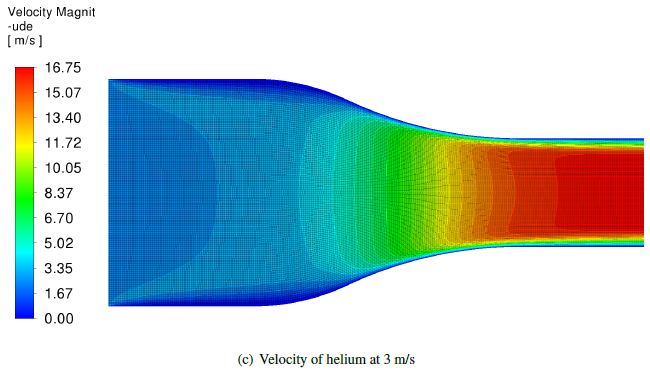 Velocity Magnit
-ude
[ m/s ]
16.75
15.07
13.40
11.72
10.05
8.37
6.70
5.02
3.35
1.67
0.00
(c) Velocity of helium at 3 m/s